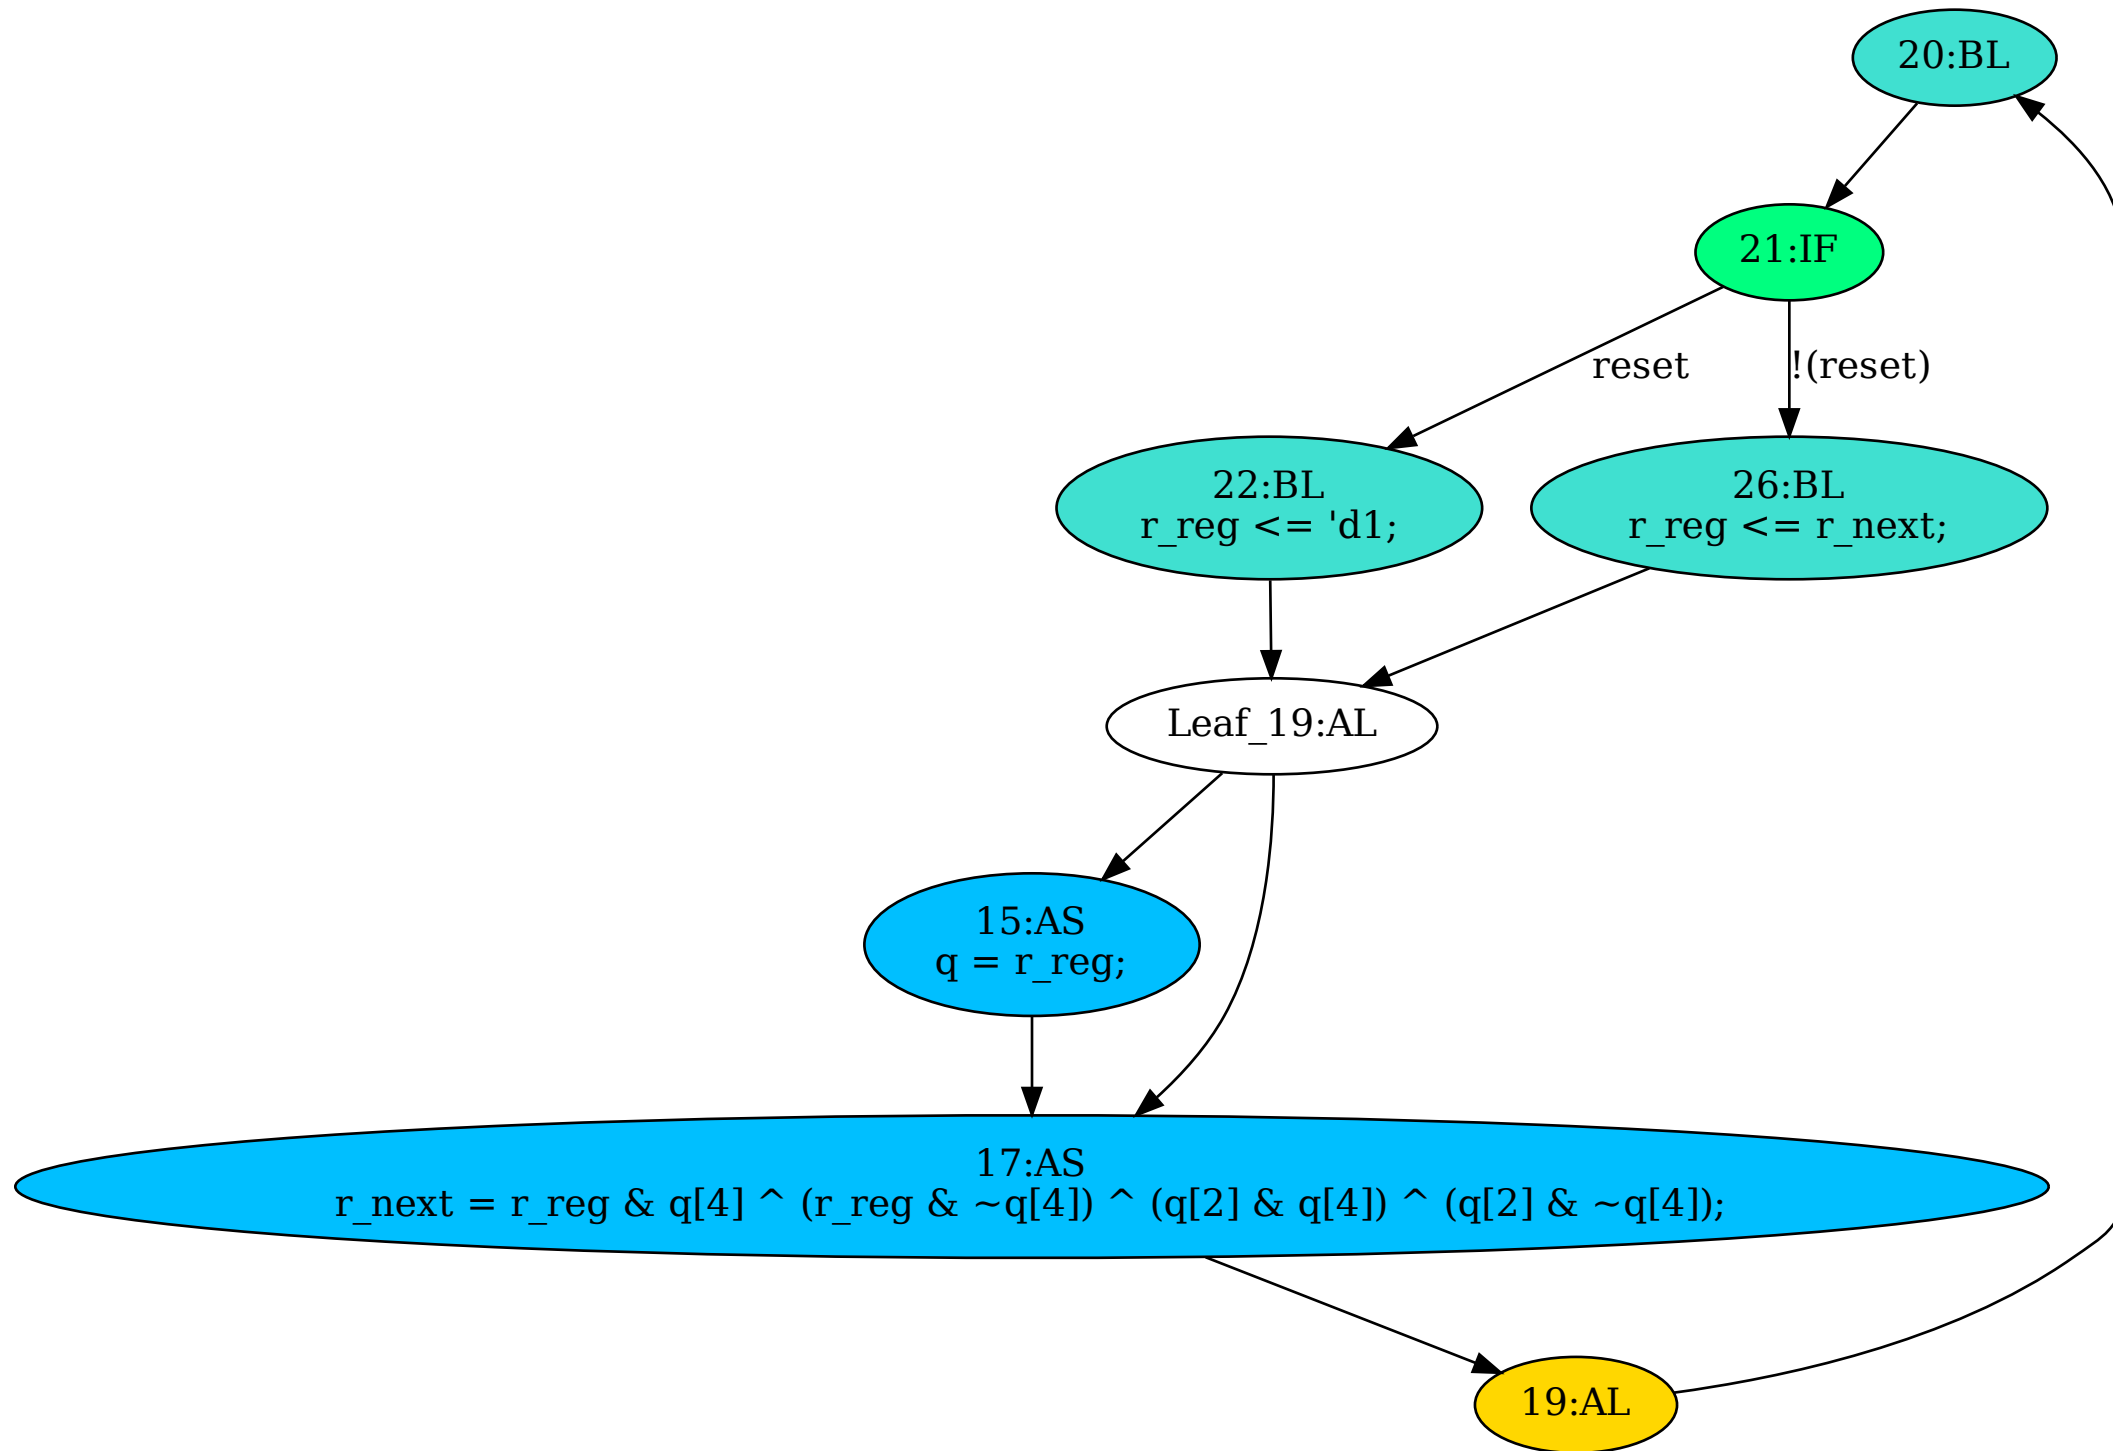 20:BL
21:IF
reset
!(reset)
22:BL
r_reg <= 'd1;
26:BL
r_reg <= r_next;
Leaf_19:AL
15:AS
q = r_reg;
17:AS
r_next = r_reg & q[4] ^ (r_reg & ~q[4]) ^ (q[2] & q[4]) ^ (q[2] & ~q[4]);
19:AL